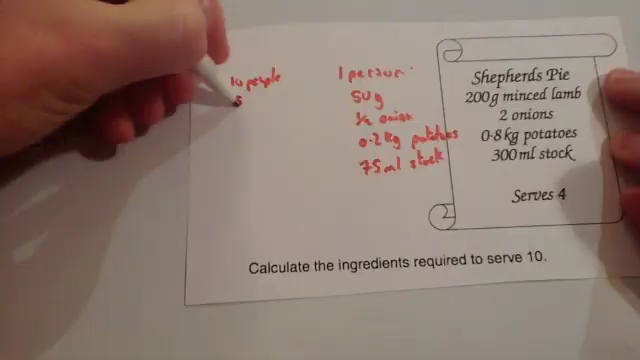 10 people
5
1 person
50g
½ onion
0.2kg potatoes
75ml stock
Shepherds Pie
200g minced lamb
2 onions
0·8kg potatoes
300ml stock
Serves 4
Calculate the ingredients required to serve 10.